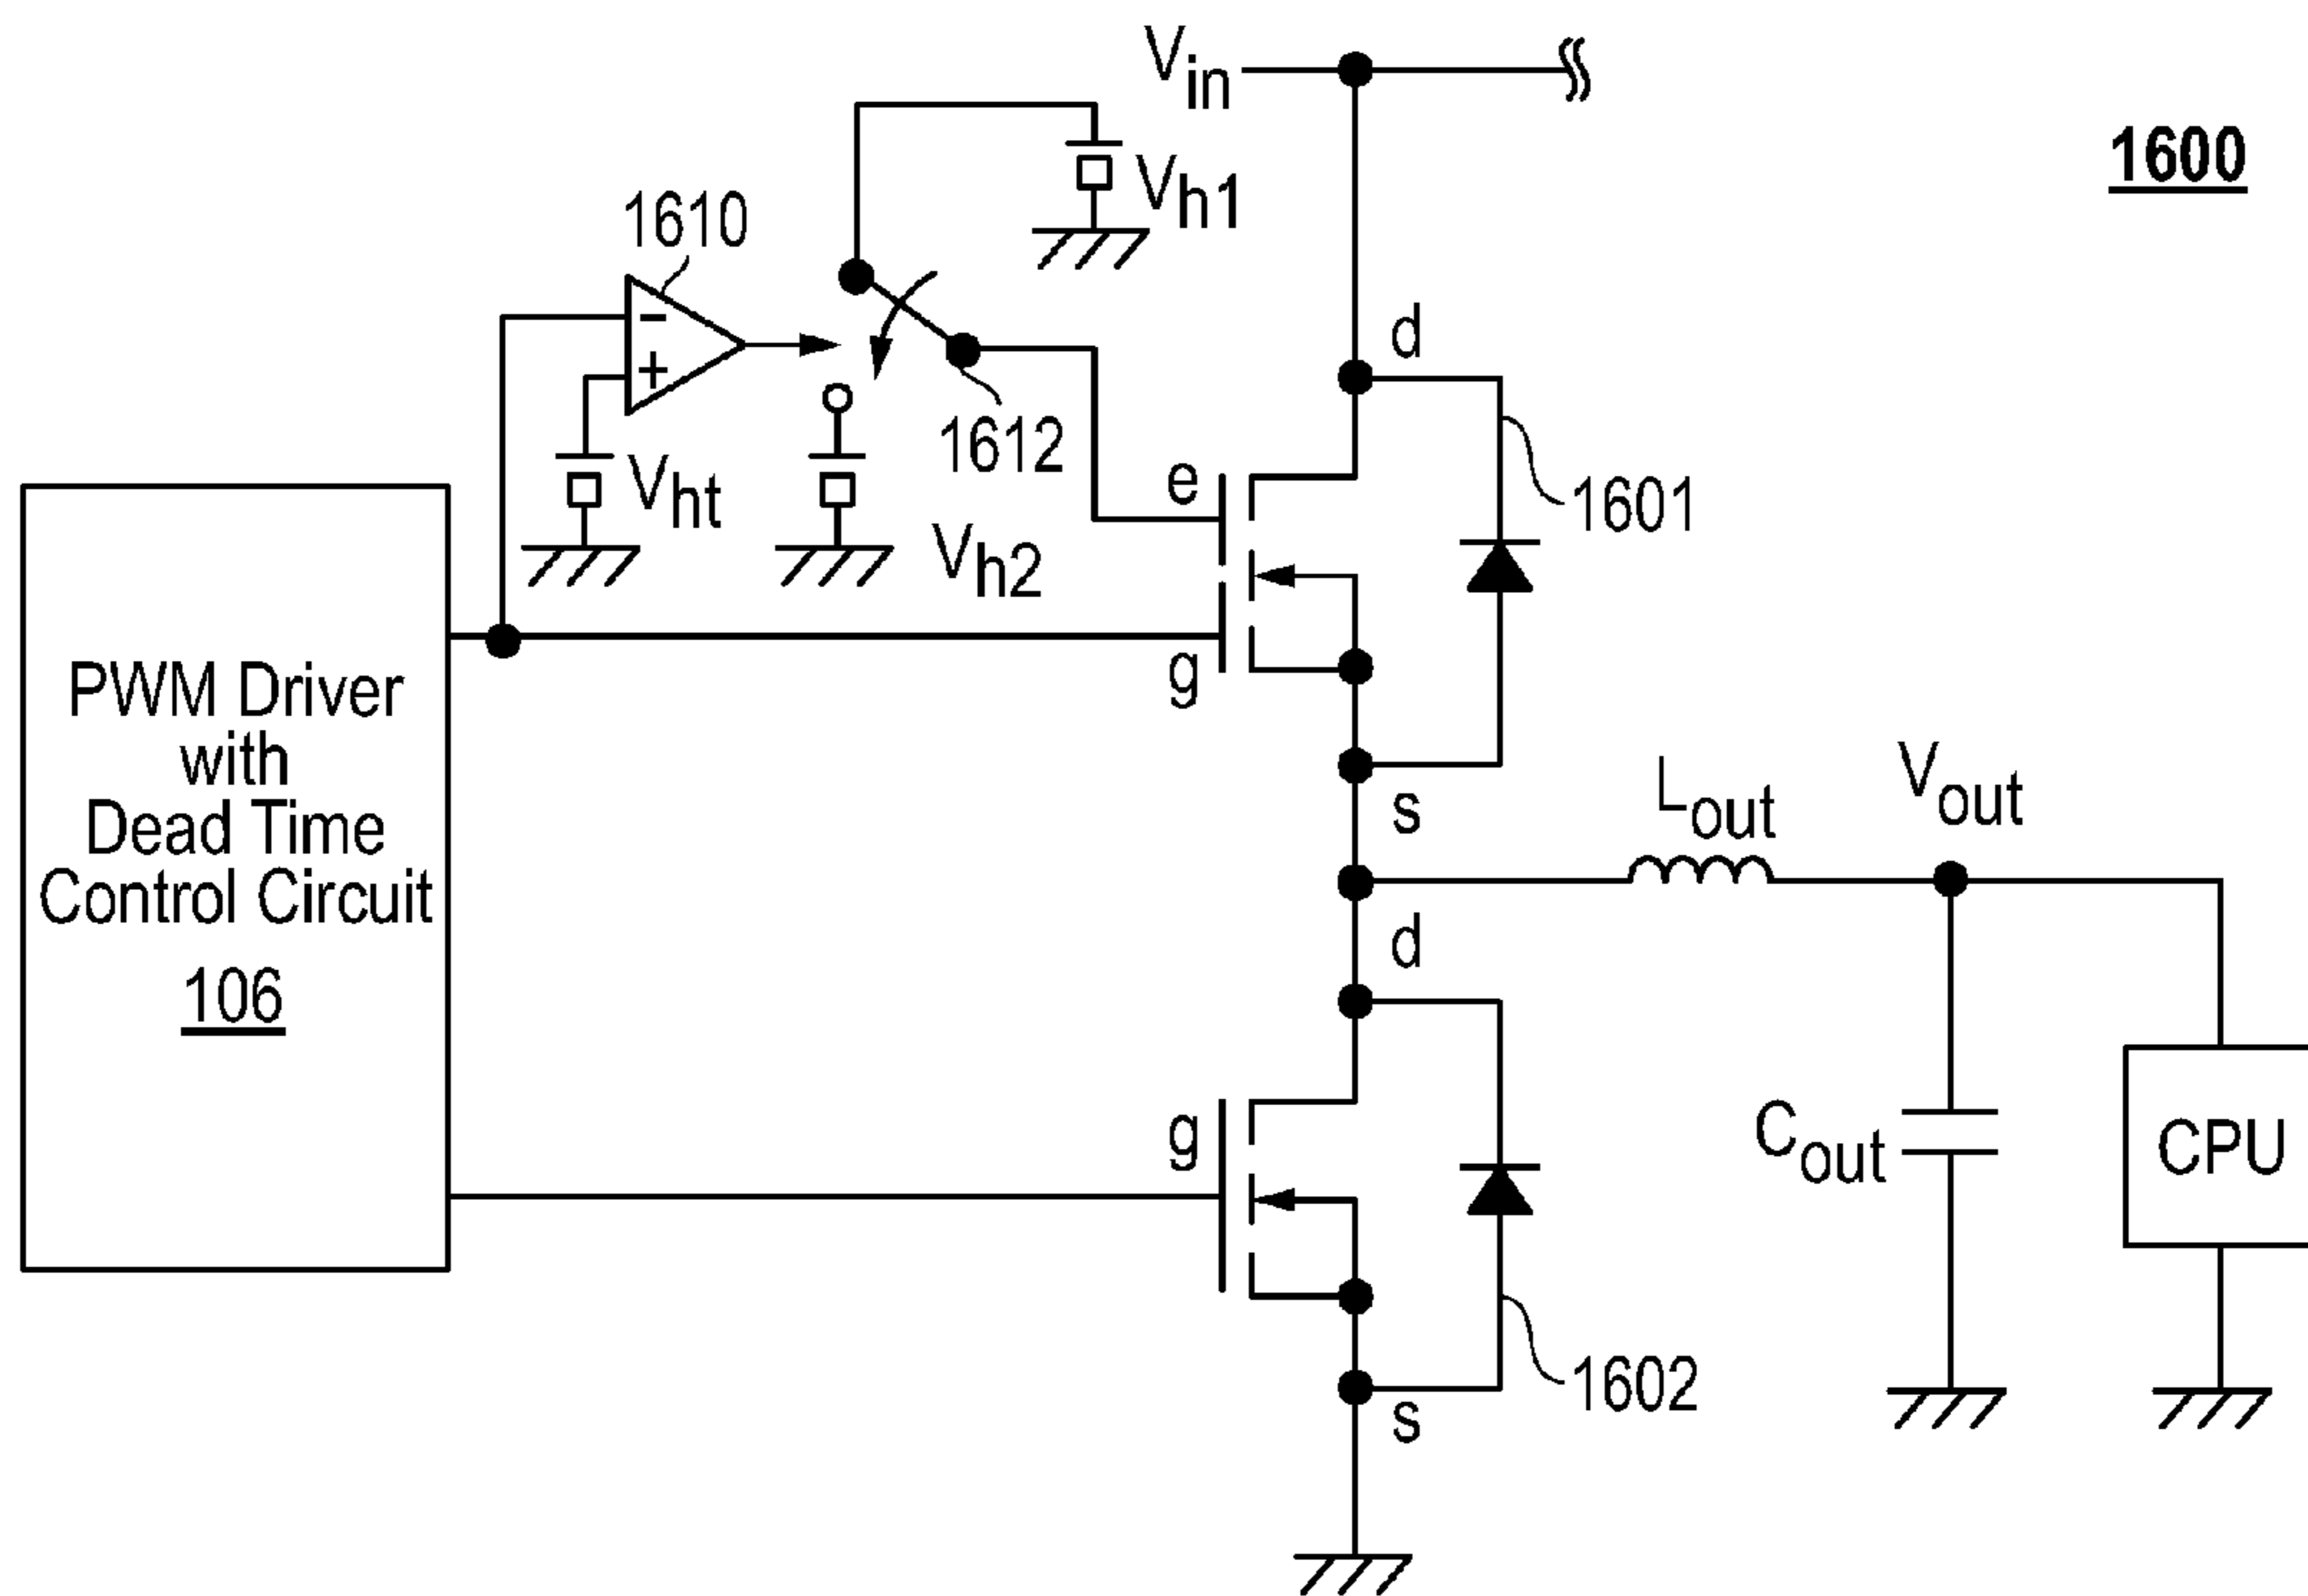 Vin
1600
Vh1
1610
-
+
1612
Vht
Vh2
d
e
g
1601
s
PWM Driver
with
Dead Time
Control Circuit
106
Lout
Vout
d
g
Cout
CPU
1602
s